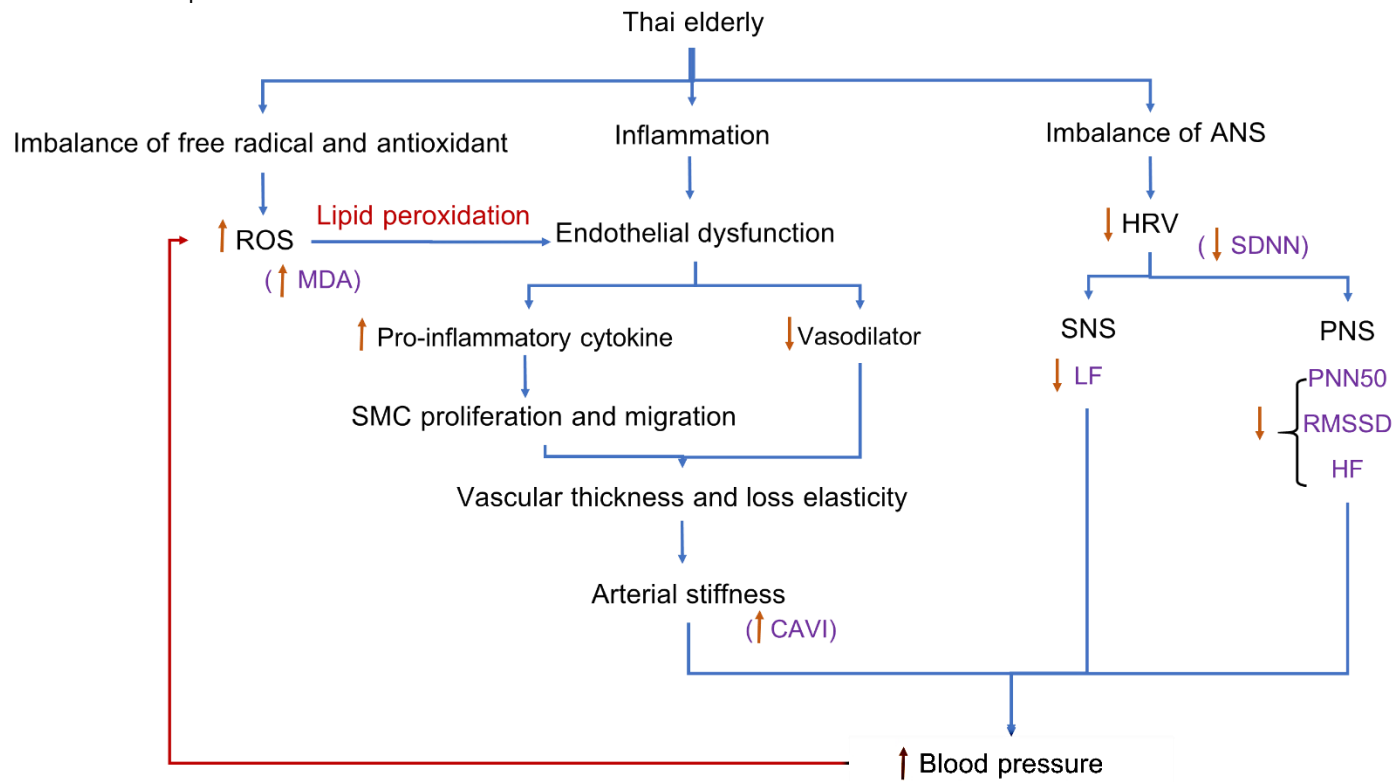 Thai elderly
Imbalance of free radical and antioxidant
Inflammation
Imbalance of ANS
ROS
(↑ MDA)
Lipid peroxidation
Endothelial dysfunction
HRV
(↓ SDNN)
Pro-inflammatory cytokine
Vasodilator
SNS
PNS
LF
PNN50
RMSSD
HF
SMC proliferation and migration
Vascular thickness and loss elasticity
Arterial stiffness
(↑ CAVI)
Blood pressure